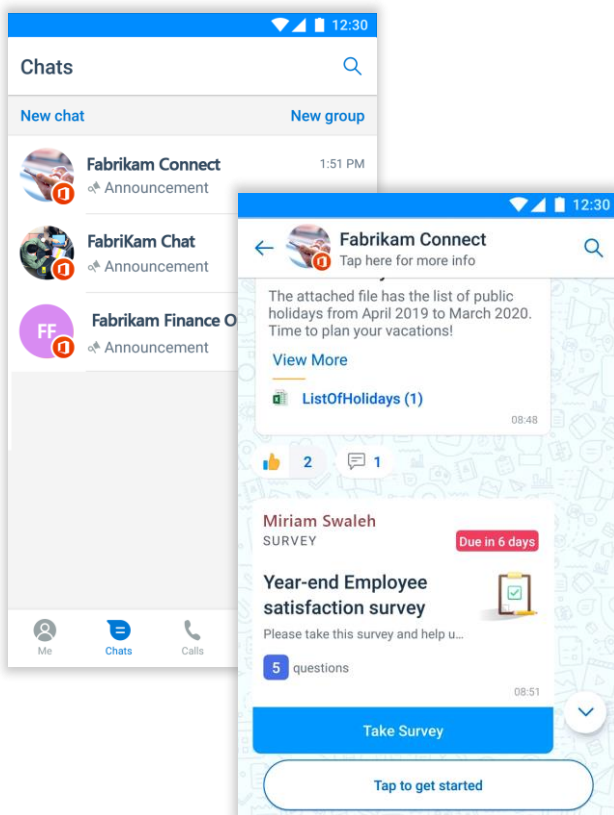 12:30
Chats
New chat
New group
Fabrikam Connect
1:51 PM
Announcement
FabriKam Chat
Announcement
FF
Fabrikam Finance O
Announcement
Me
Chats
Calls
12:30
Fabrikam Connect
Tap here for more info
The attached file has the list of public
holidays from April 2019 to March 2020.
Time to plan your vacations!
View More
ListOfHolidays (1)
08:48
2
1
Miriam Swaleh
SURVEY
Due in 6 days
Year-end Employee
satisfaction survey
Please take this survey and help u...
5 questions
08:51
Take Survey
Tap to get started